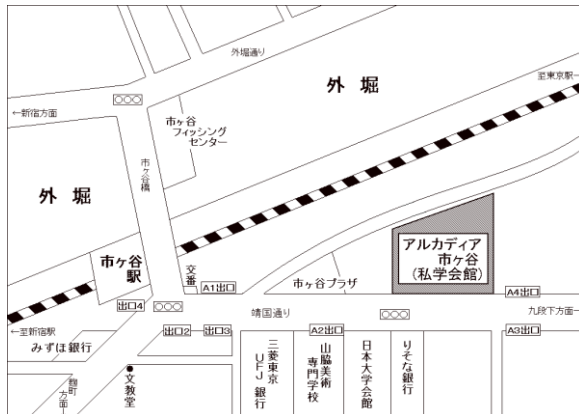 外堀通り
至東京駅→
外 堀
←新宿方面
市ヶ谷
フィッシング
センター
市ヶ谷橋
外 堀
アルカディア
市ヶ谷
(私学会館)
市ヶ谷
駅
交番
A1出口
市ヶ谷プラザ
A4出口
出口4
靖国通り
九段下方面→
←至新宿駅
出口2
出口3
A2出口
A3出口
みずほ銀行
麹町方面
文教堂
三菱東京
UFJ銀行
山脇美術
専門学校
日本大学会館
りそな銀行